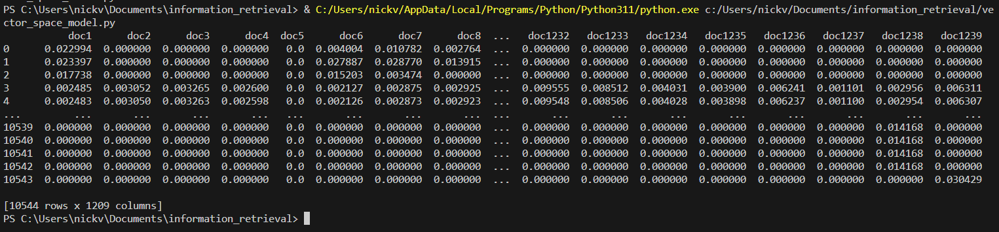 PS C:\Users\nickv\Documents\information_retrieval> & C:/Users/nickv/AppData/Local/Programs/Python/Python311/python.exe c:/Users/nickv/Documents/information_retrieval/ve
ctor_space_model.py
doc1 doc2 doc3 doc4 doc5 doc6 doc7 doc8 ... doc1232 doc1233 doc1234 doc1235 doc1236 doc1237 doc1238 doc1239
0 0.022994 0.000000 0.000000 0.000000 0.0 0.004004 0.010782 0.002764 ... 0.000000 0.000000 0.000000 0.000000 0.000000 0.000000 0.000000 0.000000
1 0.023397 0.000000 0.000000 0.000000 0.0 0.027887 0.028770 0.013915 ... 0.000000 0.000000 0.000000 0.000000 0.000000 0.000000 0.000000 0.000000
2 0.017738 0.000000 0.000000 0.000000 0.0 0.015203 0.003474 0.000000 ... 0.000000 0.000000 0.000000 0.000000 0.000000 0.000000 0.000000 0.000000
3 0.002485 0.003052 0.003265 0.002600 0.0 0.002127 0.002875 0.002925 ... 0.009555 0.008512 0.004031 0.003900 0.006241 0.001101 0.002956 0.006311
4 0.002483 0.003050 0.003263 0.002598 0.0 0.002126 0.002873 0.002923 ... 0.009548 0.008506 0.004028 0.003898 0.006237 0.001100 0.002954 0.006307
... ... ... ... ... ... ... ... ... ... ... ... ... ... ... ... ... ...
10539 0.000000 0.000000 0.000000 0.000000 0.0 0.000000 0.000000 0.000000 ... 0.000000 0.000000 0.000000 0.000000 0.000000 0.000000 0.014168 0.000000
10540 0.000000 0.000000 0.000000 0.000000 0.0 0.000000 0.000000 0.000000 ... 0.000000 0.000000 0.000000 0.000000 0.000000 0.000000 0.014168 0.000000
10541 0.000000 0.000000 0.000000 0.000000 0.0 0.000000 0.000000 0.000000 ... 0.000000 0.000000 0.000000 0.000000 0.000000 0.000000 0.014168 0.000000
10542 0.000000 0.000000 0.000000 0.000000 0.0 0.000000 0.000000 0.000000 ... 0.000000 0.000000 0.000000 0.000000 0.000000 0.000000 0.014168 0.000000
10543 0.000000 0.000000 0.000000 0.000000 0.0 0.000000 0.000000 0.000000 ... 0.000000 0.000000 0.000000 0.000000 0.000000 0.000000 0.000000 0.030429
[10544 rows x 1209 columns]
PS C:\Users\nickv\Documents\information_retrieval>